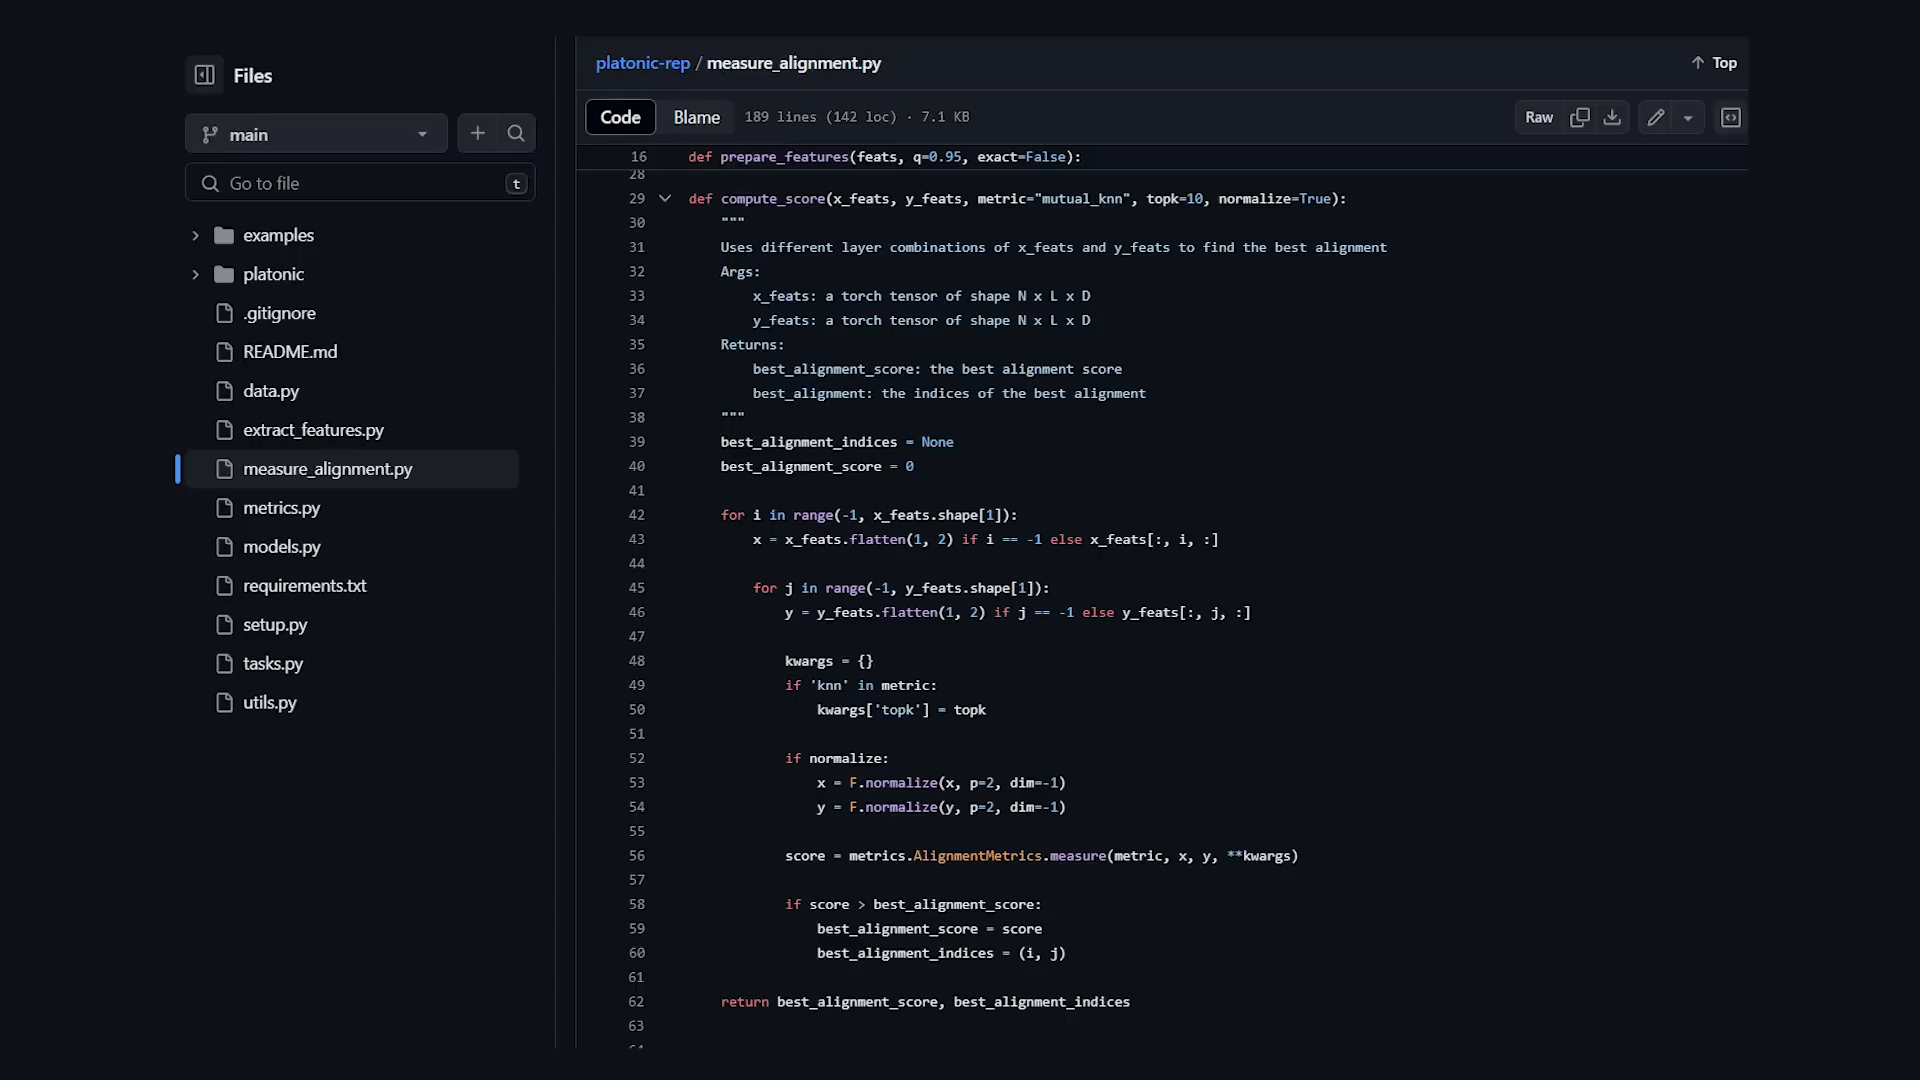 Files
main
Go to file
t
examples
platonic
.gitignore
README.md
data.py
extract_features.py
measure_alignment.py
metrics.py
models.py
requirements.txt
setup.py
tasks.py
utils.py
platonic-rep / measure_alignment.py
Top
Code
Blame
189 lines (142 loc) · 7.1 KB
Raw
16 def prepare_features(feats, q=0.95, exact=False):
28
29 def compute_score(x_feats, y_feats, metric="mutual_knn", topk=10, normalize=True):
30 """
31 Uses different layer combinations of x_feats and y_feats to find the best alignment
32 Args:
33 x_feats: a torch tensor of shape N x L x D
34 y_feats: a torch tensor of shape N x L x D
35 Returns:
36 best_alignment_score: the best alignment score
37 best_alignment: the indices of the best alignment
38 """
39 best_alignment_indices = None
40 best_alignment_score = 0
41
42 for i in range(-1, x_feats.shape[1]):
43 x = x_feats.flatten(1, 2) if i == -1 else x_feats[:, i, :]
44
45 for j in range(-1, y_feats.shape[1]):
46 y = y_feats.flatten(1, 2) if j == -1 else y_feats[:, j, :]
47
48 kwargs = {}
49 if 'knn' in metric:
50 kwargs['topk'] = topk
51
52 if normalize:
53 x = F.normalize(x, p=2, dim=-1)
54 y = F.normalize(y, p=2, dim=-1)
55
56 score = metrics.AlignmentMetrics.measure(metric, x, y, **kwargs)
57
58 if score > best_alignment_score:
59 best_alignment_score = score
60 best_alignment_indices = (i, j)
61
62 return best_alignment_score, best_alignment_indices
63